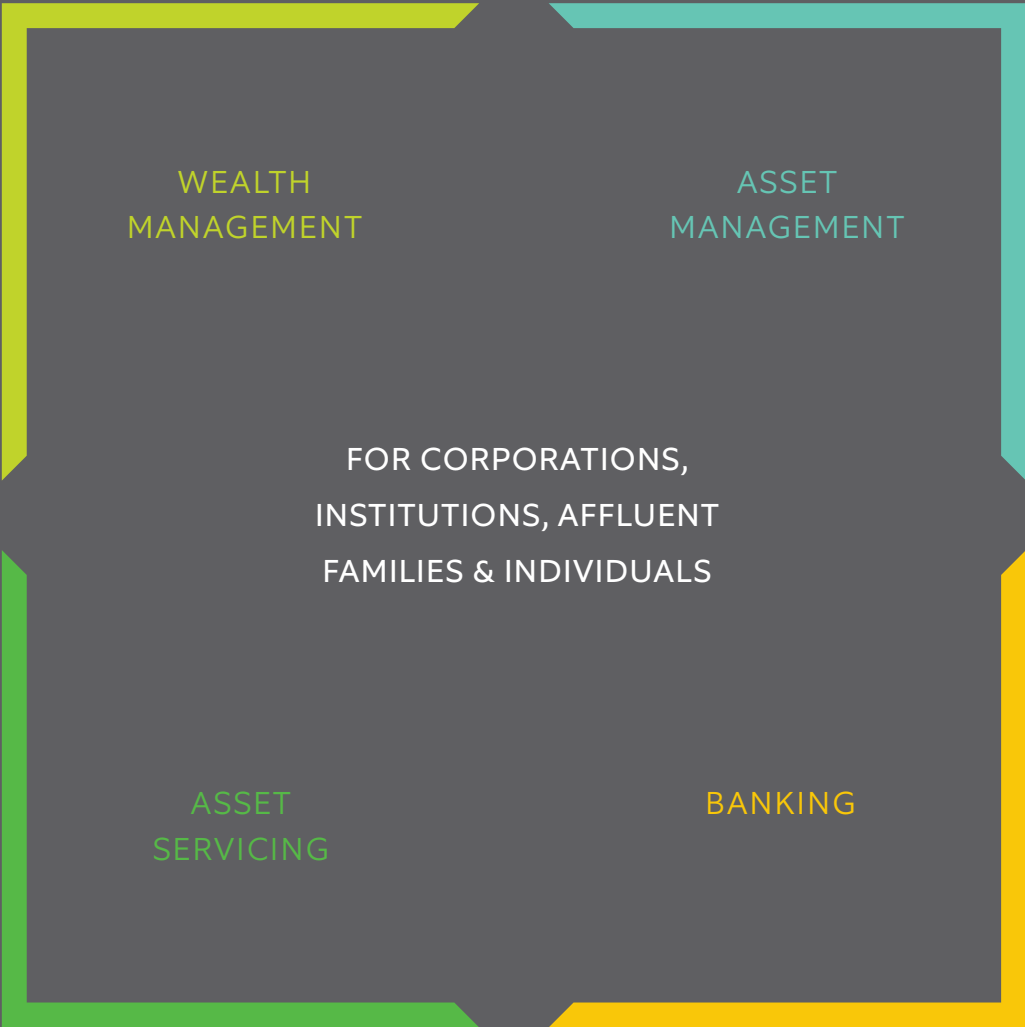 WEALTH
MANAGEMENT
ASSET
MANAGEMENT
FOR CORPORATIONS,
INSTITUTIONS, AFFLUENT
FAMILIES & INDIVIDUALS
ASSET
SERVICING
BANKING